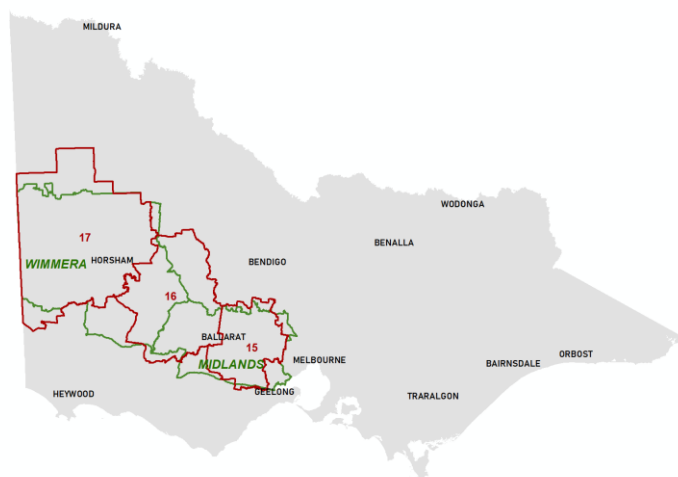 MILDURA
WODONGA
BENALLA
17
WIMMERA
HORSHAM
BENDIGO
16
BALLARAT
15
MIDLANDS
MELBOURNE
ORBOST
BAIRNSDALE
HEYWOOD
GEELONG
TRARALGON